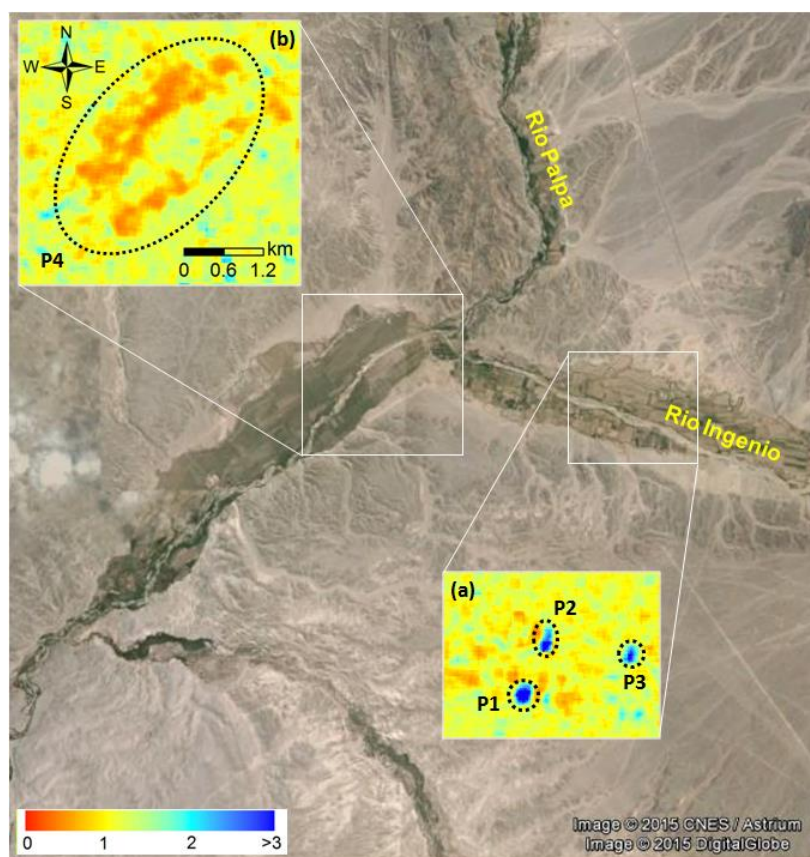 (b)
N
W E
S
P4
km
0 0.6 1.2
Rio Palpa
Rio Ingenio
(a)
P2
P3
P1
0 1 2 >3
Image © 2015 CNES / Astrium
Image © 2015 DigitalGlobe